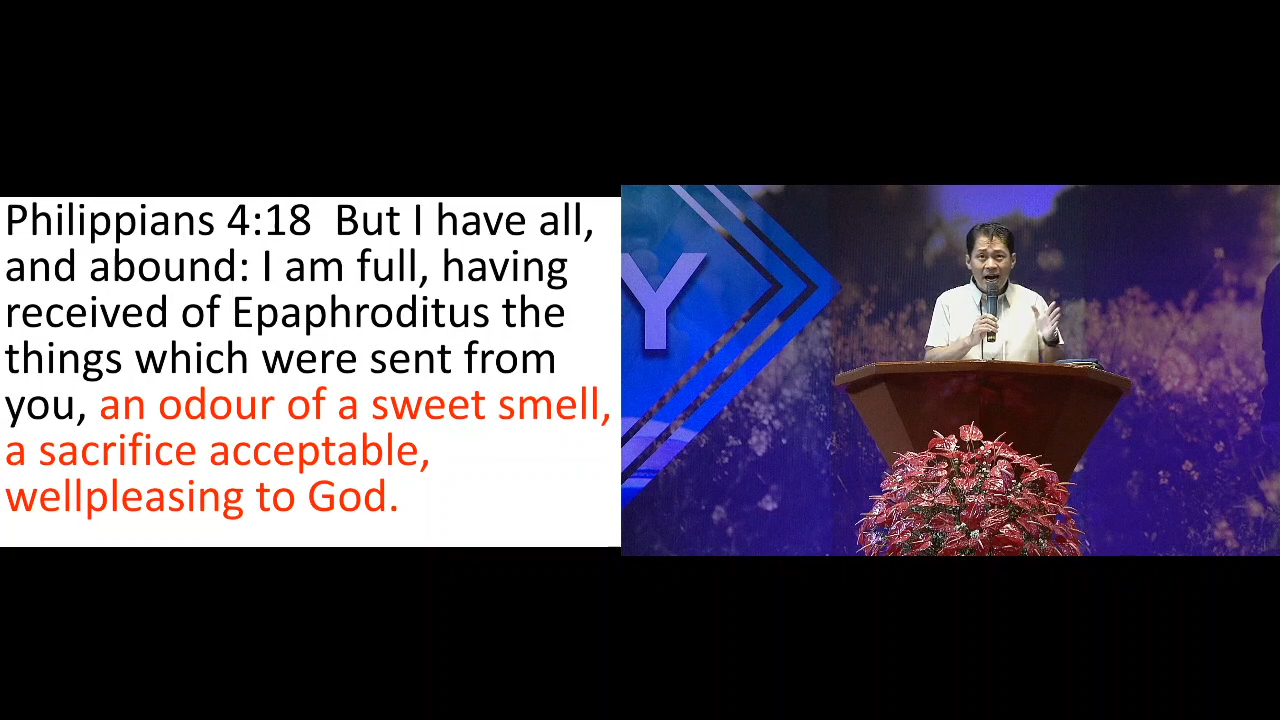 Philippians 4:18  But I have all,
and abound: I am full, having
received of Epaphroditus the
things which were sent from
you, an odour of a sweet smell,
a sacrifice acceptable,
wellpleasing to God.
Y